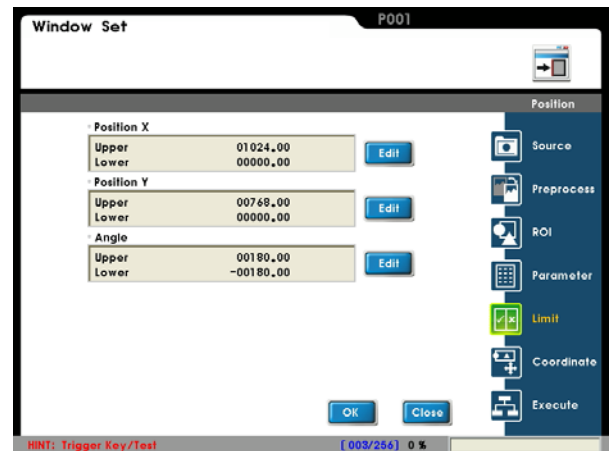 Window Set
P001
Position
Position X
Upper 01024.00
Lower 00000.00
Edit
Position Y
Upper 00768.00
Lower 00000.00
Edit
Angle
Upper 00180.00
Lower -00180.00
Edit
Source
Preprocess
ROI
Parameter
Limit
Coordinate
Execute
OK
Close
HINT: Trigger Key/Test
[003/256] 0 %